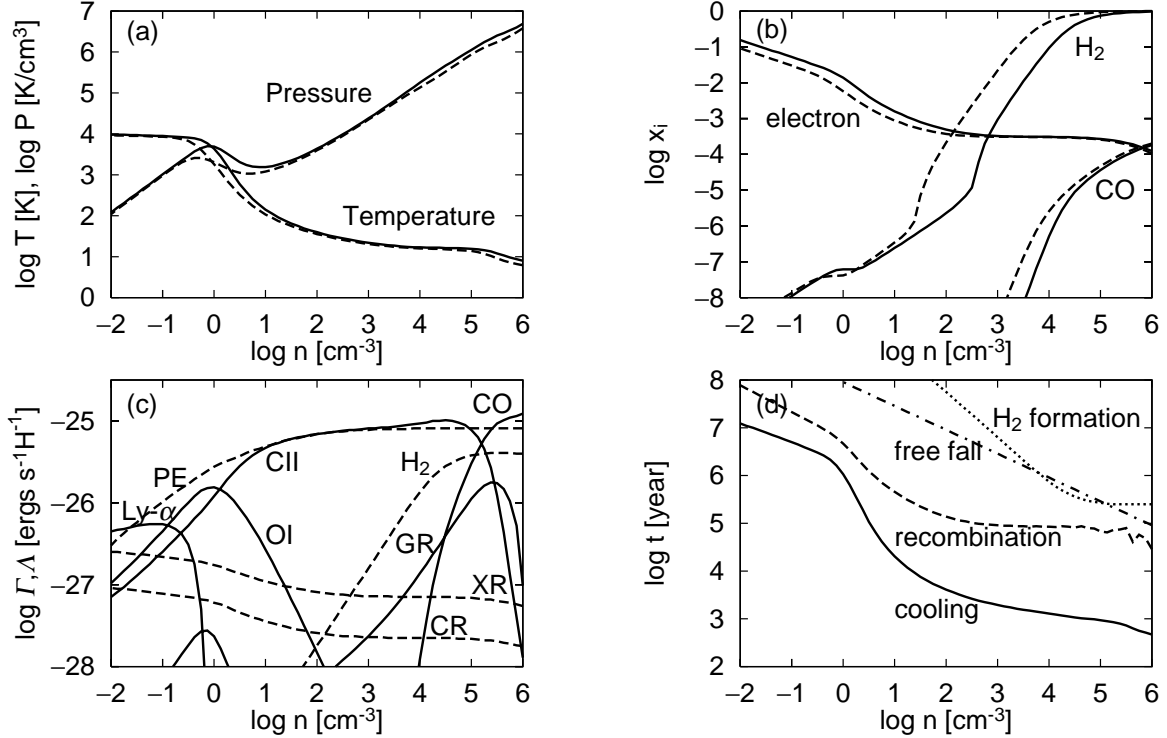 (a)
7
6
5
4
3
2
1
0
log T [K], log P [K/cm³]
Pressure
Temperature
−2 −1 0 1 2 3 4 5 6
log n [cm⁻³]
(b)
0
−1
−2
−3
−4
−5
−6
−7
−8
log xᵢ
H₂
electron
CO
−2 −1 0 1 2 3 4 5 6
log n [cm⁻³]
(c)
−25
−26
−27
−28
log Γ, Λ [ergs s⁻¹H⁻¹]
CO
PE
CII
H₂
Ly-α
OI
GR
XR
CR
−2 −1 0 1 2 3 4 5 6
log n [cm⁻³]
(d)
8
7
6
5
4
3
2
log t [year]
H₂ formation
free fall
recombination
cooling
−2 −1 0 1 2 3 4 5 6
log n [cm⁻³]